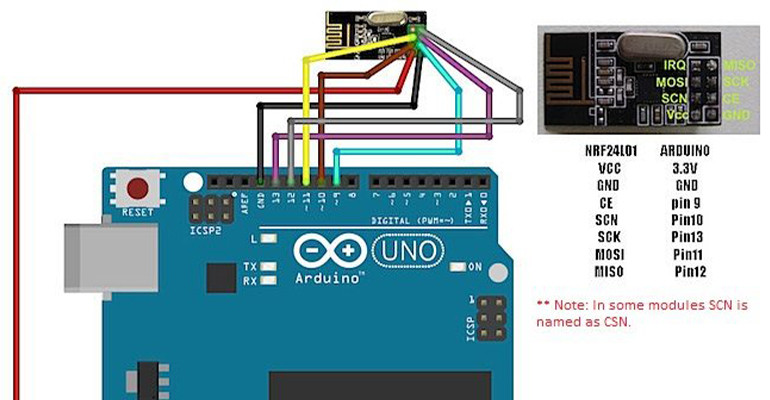 IRQ MISO
MOSI SCK
SCN CE
Vcc GND
NRF24L01 ARDUINO
VCC 3.3V
GND GND
CE pin 9
SCN Pin10
SCK Pin13
MOSI Pin11
MISO Pin12
** Note: In some modules SCN is
named as CSN.
RESET
ICSP2
AREF
GND
13
12
~11
~10
~9
8
7
~6
~5
4
~3
2
TX▶1
RX◀0
DIGITAL (PWM=~)
L
TX
RX
UNO
Arduino™
ON
1
ICSP